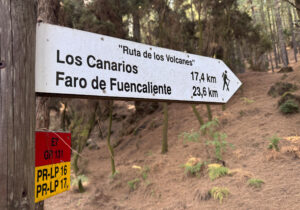 "Ruta de los Volcanes"
Los Canarios 17,4 km
Faro de Fuencaliente 23,6 km
PR-LP 16
PR-LP 17.